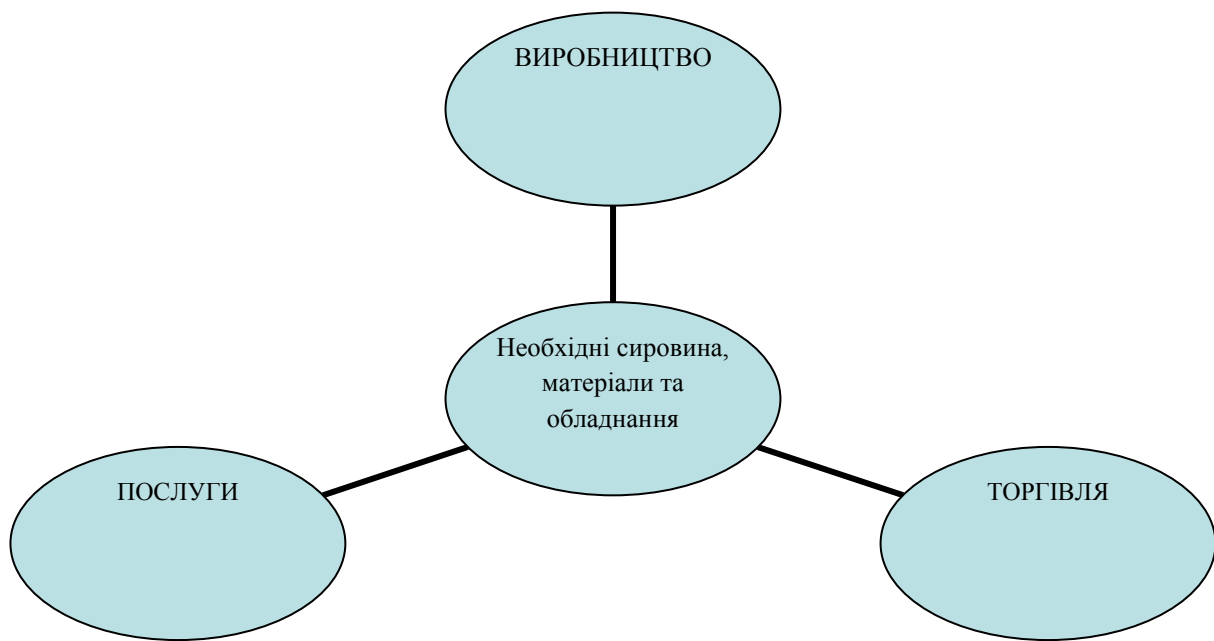 ВИРОБНИЦТВО
Необхідні сировина,
матеріали та
обладнання
ПОСЛУГИ
ТОРГІВЛЯ